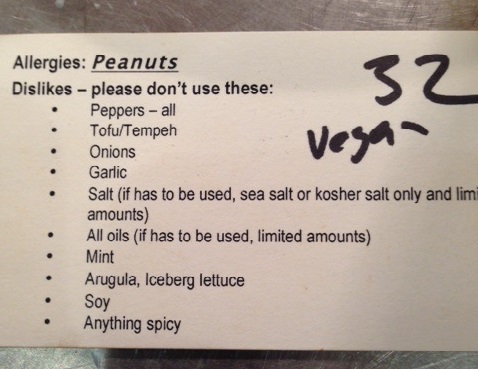 Allergies: Peanuts
32
Dislikes – please don't use these:
Vegan
• Peppers – all
• Tofu/Tempeh
• Onions
• Garlic
• Salt (if has to be used, sea salt or kosher salt only and limi
amounts)
• All oils (if has to be used, limited amounts)
• Mint
• Arugula, Iceberg lettuce
• Soy
• Anything spicy